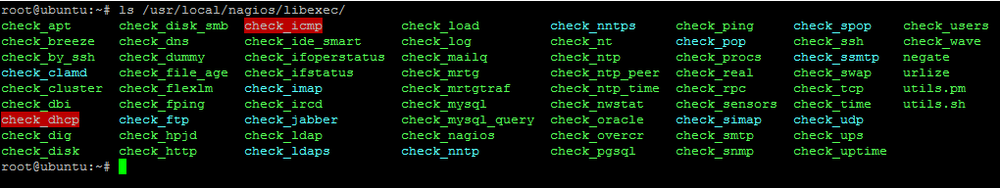 root@ubuntu:~# ls /usr/local/nagios/libexec/
check_apt check_disk_smb check_icmp check_load check_nntps check_ping check_spop check_users
check_breeze check_dns check_ide_smart check_log check_nt check_pop check_ssh check_wave
check_by_ssh check_dummy check_ifoperstatus check_mailq check_ntp check_procs check_ssmtp negate
check_clamd check_file_age check_ifstatus check_mrtg check_ntp_peer check_real check_swap urlize
check_cluster check_flexlm check_imap check_mrtgtraf check_ntp_time check_rpc check_tcp utils.pm
check_dbi check_fping check_ircd check_mysql check_nwstat check_sensors check_time utils.sh
check_dhcp check_ftp check_jabber check_mysql_query check_oracle check_simap check_udp
check_dig check_hpjd check_ldap check_nagios check_overcr check_smtp check_ups
check_disk check_http check_ldaps check_nntp check_pgsql check_snmp check_uptime
root@ubuntu:~#